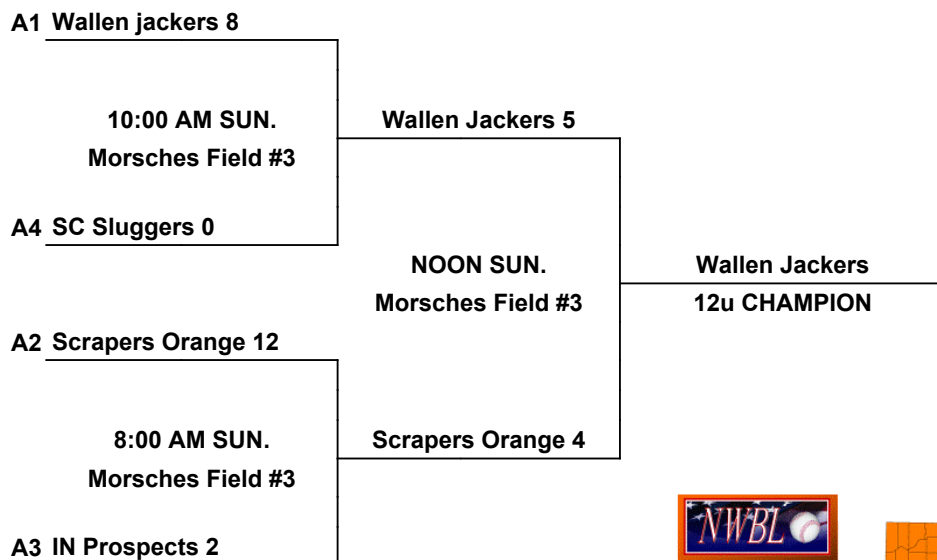 A1 Wallen jackers 8
10:00 AM SUN.
Morsches Field #3
Wallen Jackers 5
A4 SC Sluggers 0
NOON SUN.
Morsches Field #3
Wallen Jackers
12u CHAMPION
A2 Scrapers Orange 12
8:00 AM SUN.
Morsches Field #3
Scrapers Orange 4
NWBL
A3 IN Prospects 2